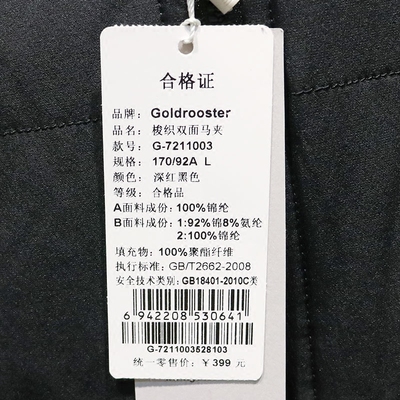 合格证
品牌: Goldrooster
品名: 梭织双面马夹
款号: G-7211003
规格: 170/92A L
颜色: 深红黑色
等级: 合格品
A面料成份: 100%锦纶
B面料成份: 1:92%锦8%氨纶
2:100%锦纶
填充物: 100%聚酯纤维
执行标准: GB/T2662-2008
安全技术类别: GB18401-2010C类
6 942208 530641
G-7211003528103
统一零售价: ￥399元